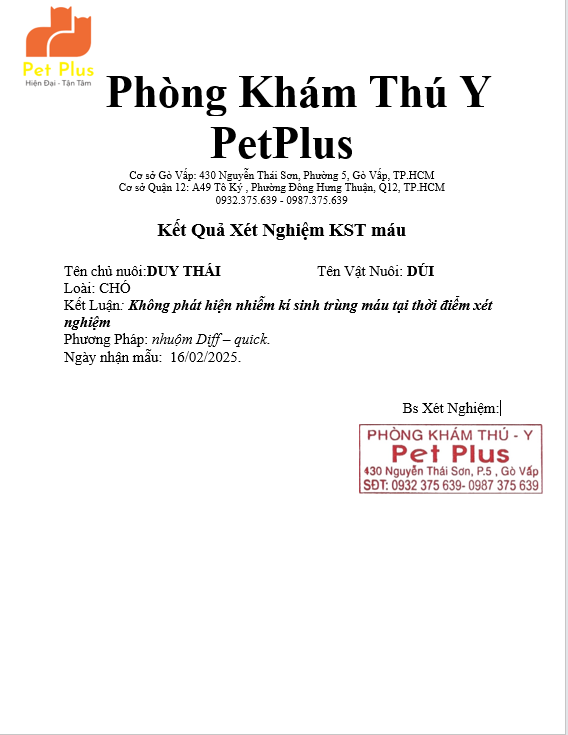 Pet Plus
Hiện Đại - Tận Tâm
Phòng Khám Thú Y
PetPlus
Cơ sở Gò Vấp: 430 Nguyễn Thái Sơn, Phường 5, Gò Vấp, TP.HCM
Cơ sở Quận 12: A49 Tô Ký , Phường Đông Hưng Thuận, Q12, TP.HCM
0932.375.639 - 0987.375.639
Kết Quả Xét Nghiệm KST máu
Tên chủ nuôi:DUY THÁI Tên Vật Nuôi: DÚI
Loài: CHÓ
Kết Luận: Không phát hiện nhiễm kí sinh trùng máu tại thời điểm xét
nghiệm
Phương Pháp: nhuộm Diff – quick.
Ngày nhận mẫu: 16/02/2025.
Bs Xét Nghiệm:
PHÒNG KHÁM THÚ - Y
Pet Plus
430 Nguyễn Thái Sơn, P.5 , Gò Vấp
SĐT: 0932 375 639- 0987 375 639